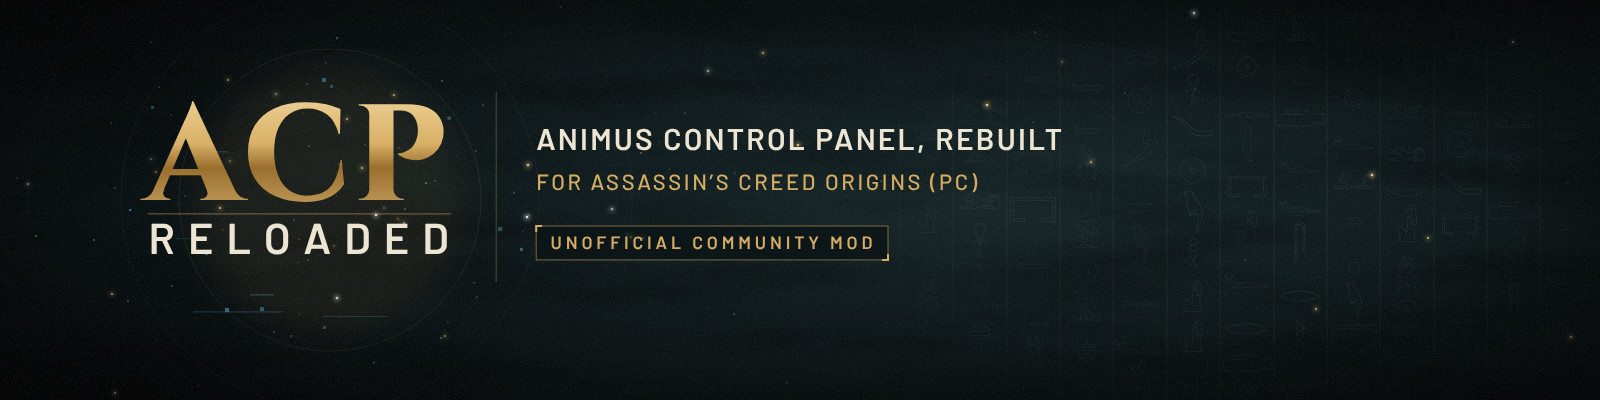 ACP
RELOADED
ANIMUS CONTROL PANEL, REBUILT
FOR ASSASSIN’S CREED ORIGINS (PC)
UNOFFICIAL COMMUNITY MOD